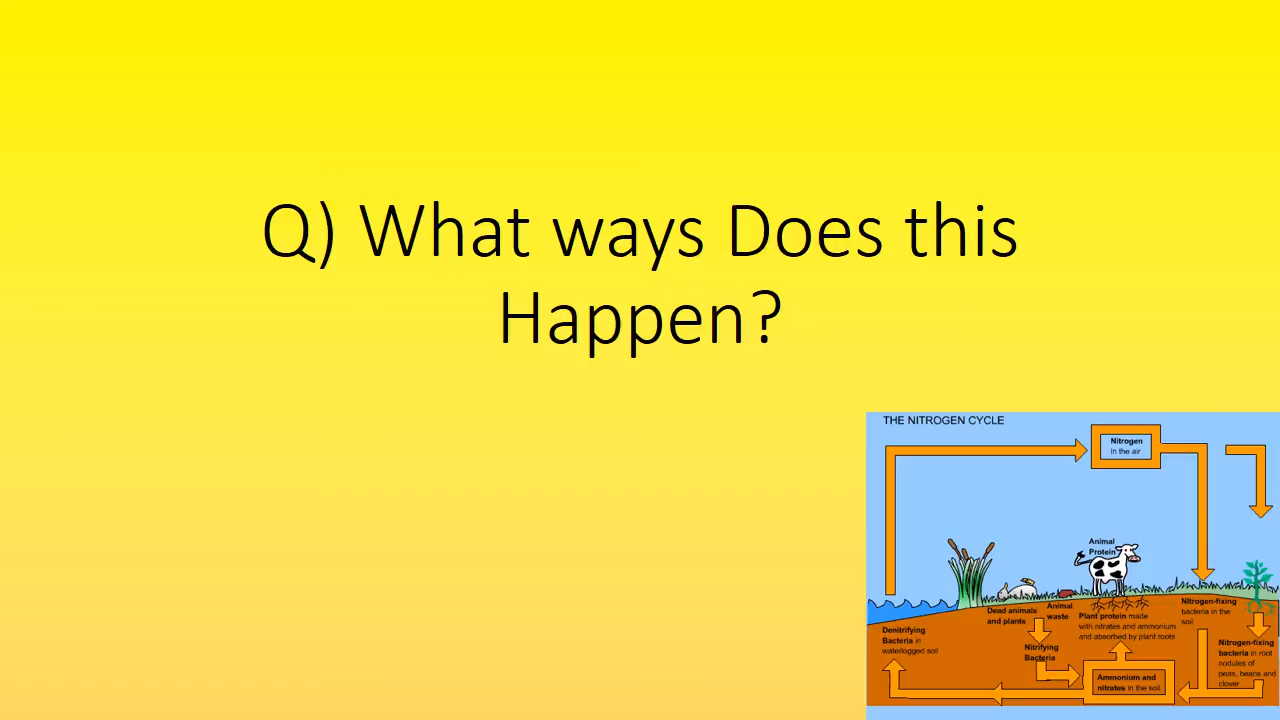 Q) What ways Does this
Happen?
THE NITROGEN CYCLE
Nitrogen
in the air
Animal
Protein
Dead animals
and plants
Animal
waste
Plant protein made
with nitrates and ammonium
and absorbed by plant roots
Nitrogen-fixing
bacteria in the
soil
Denitrifying
Bacteria in
waterlogged soil
Nitrifying
Bacteria
Nitrogen-fixing
bacteria in root
nodules of
peas, beans and
clover
Ammonium and
nitrates in the soil